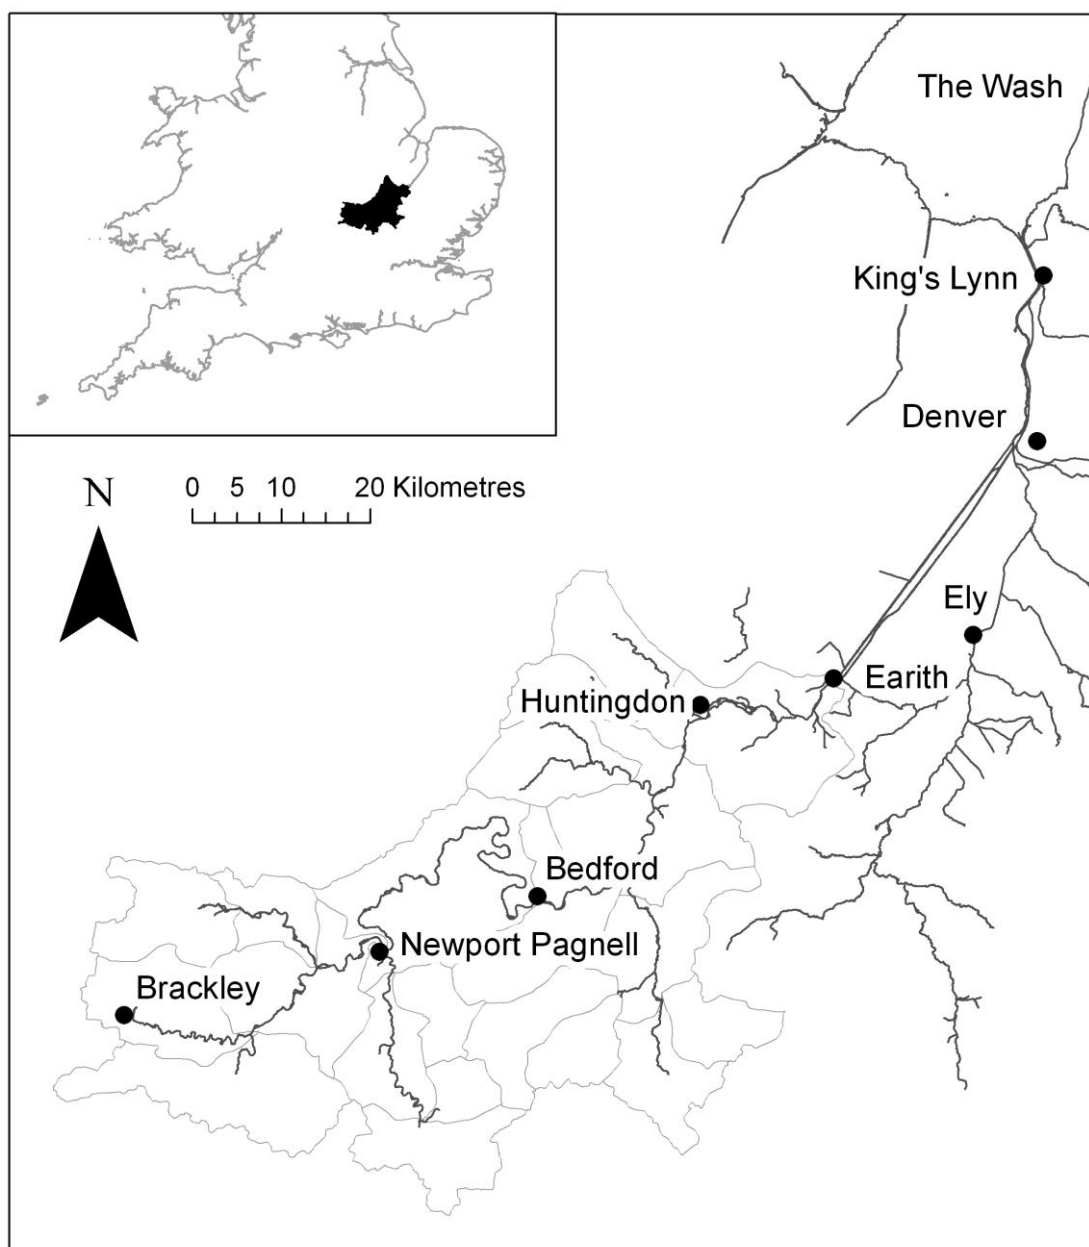 The Wash
King's Lynn
Denver
N
0 5 10 20 Kilometres
Ely
Earith
Huntingdon
Bedford
Newport Pagnell
Brackley